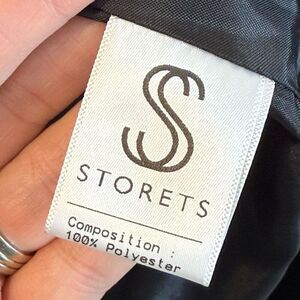 S
STORETS
Composition :
100% Polyester